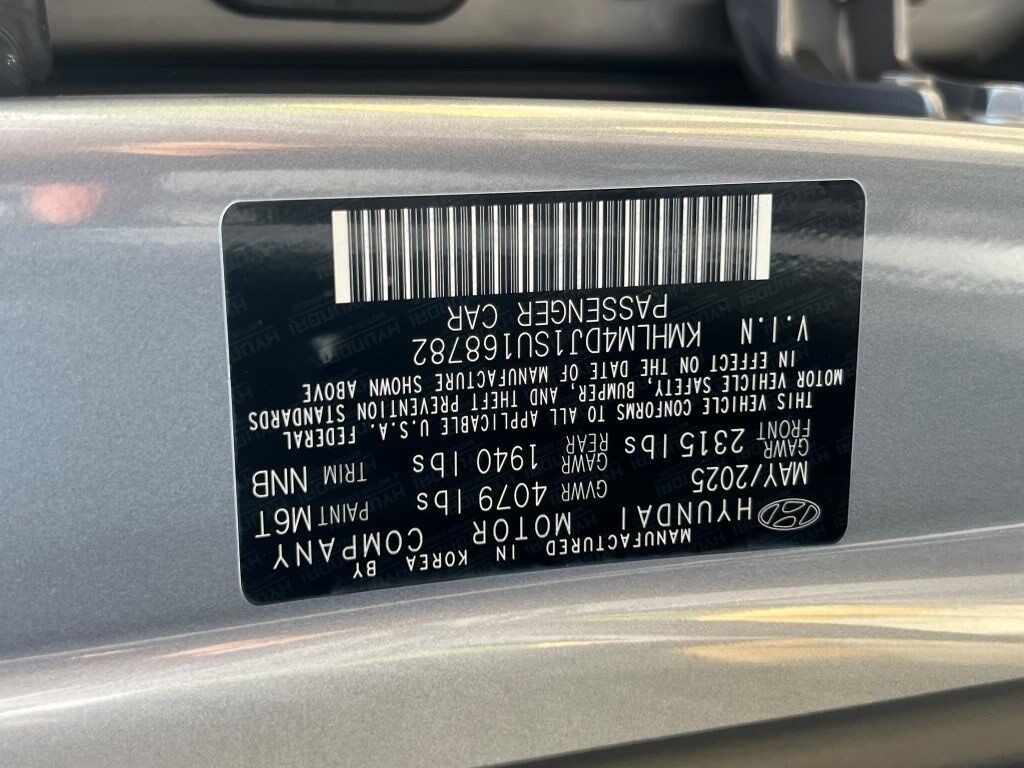 MANUFACTURED IN KOREA BY
HYUNDAI MOTOR COMPANY
MAY/2025 GVWR 4079 lbs PAINT M6T
GAWR FRONT 2315 lbs GAWR REAR 1940 lbs TRIM NNB
THIS VEHICLE CONFORMS TO ALL APPLICABLE U.S.A. FEDERAL
MOTOR VEHICLE SAFETY, BUMPER, AND THEFT PREVENTION STANDARDS
IN EFFECT ON THE DATE OF MANUFACTURE SHOWN ABOVE
V.I.N KMHLM4DJ1SU168782
PASSENGER CAR